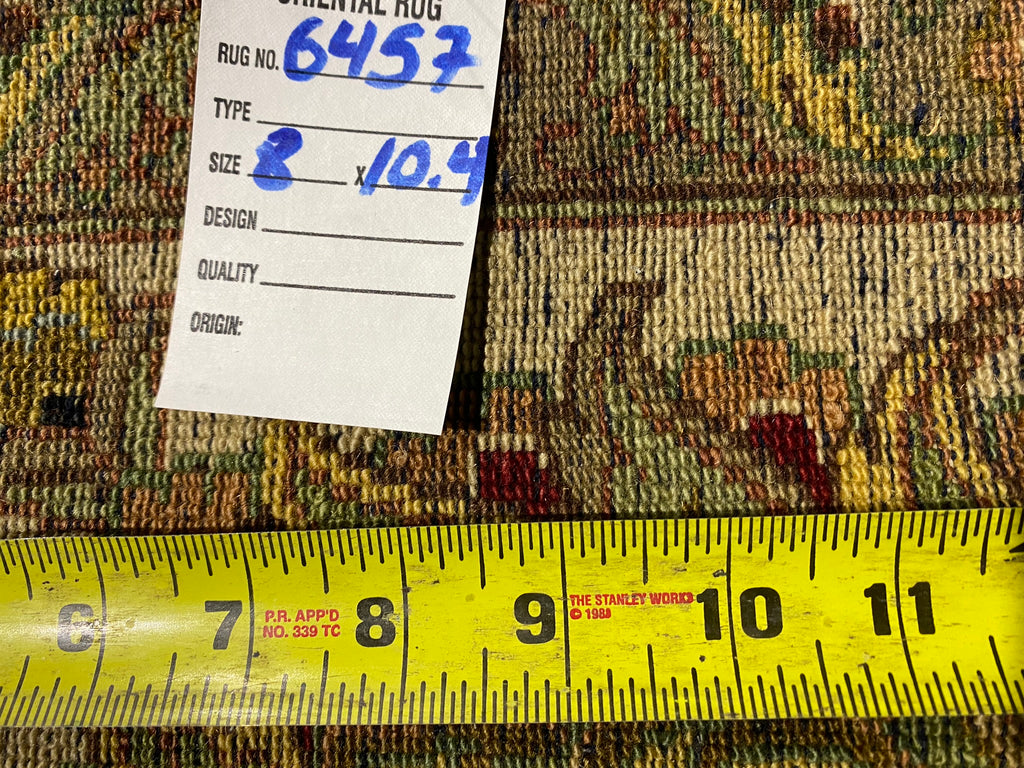 ORIENTAL RUG
RUG NO. 6457
TYPE
SIZE 8 x 10.4
DESIGN
QUALITY
ORIGIN:
6 7 P.R. APP'D 8 9 THE STANLEY WORKS 10 11
NO. 339 TC © 1988